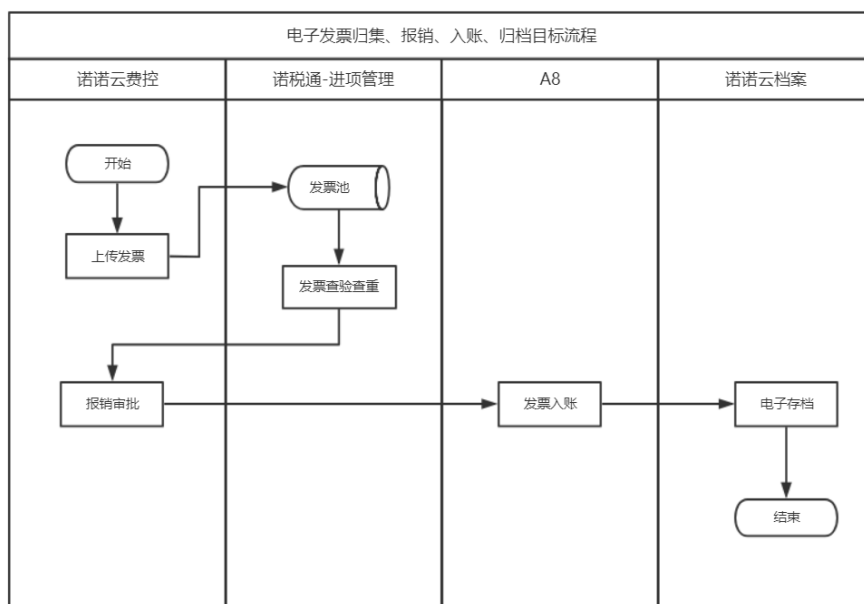 电子发票归集、报销、入账、归档目标流程
诺诺云费控
诺税通-进项管理
A8
诺诺云档案
开始
发票池
上传发票
发票查验查重
报销审批
发票入账
电子存档
结束